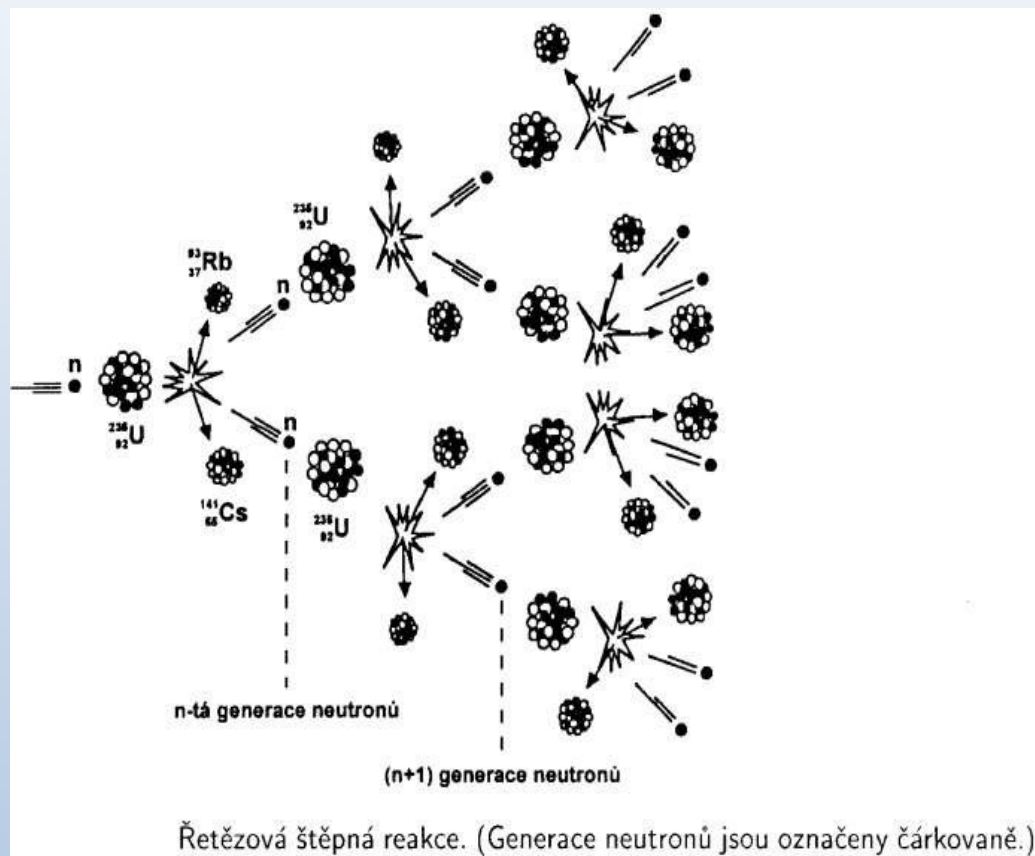 ²³⁵₉₂U
⁹³₃₇Rb
n
n
²³⁵₉₂U
n
¹⁴¹₅₅Cs
²³⁵₉₂U
n-tá generace neutronů
(n+1) generace neutronů
Řetězová štěpná reakce. (Generace neutronů jsou označeny čárkovaně.)